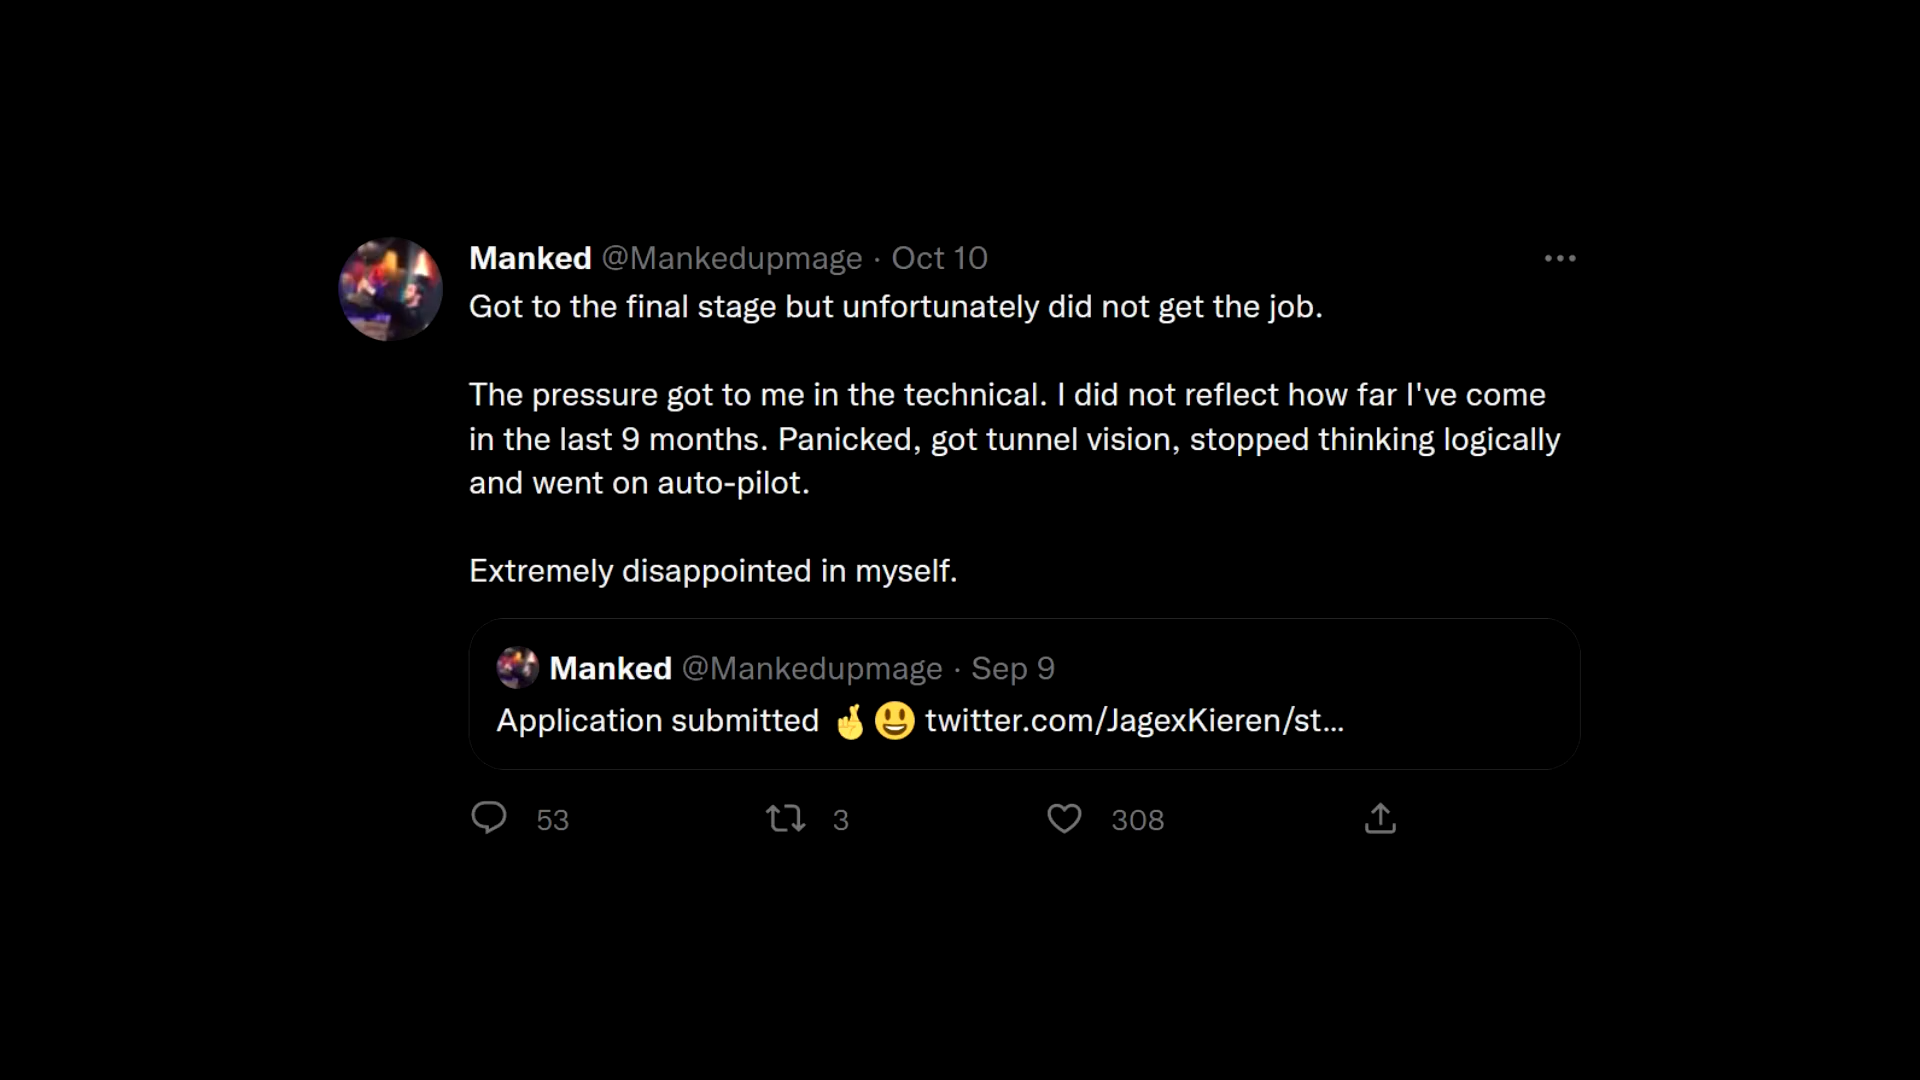 Manked @Mankedupmage · Oct 10
Got to the final stage but unfortunately did not get the job.
The pressure got to me in the technical. I did not reflect how far I've come
in the last 9 months. Panicked, got tunnel vision, stopped thinking logically
and went on auto-pilot.
Extremely disappointed in myself.
Manked @Mankedupmage · Sep 9
Application submitted 🤞😃 twitter.com/JagexKieren/st...
53 3 308